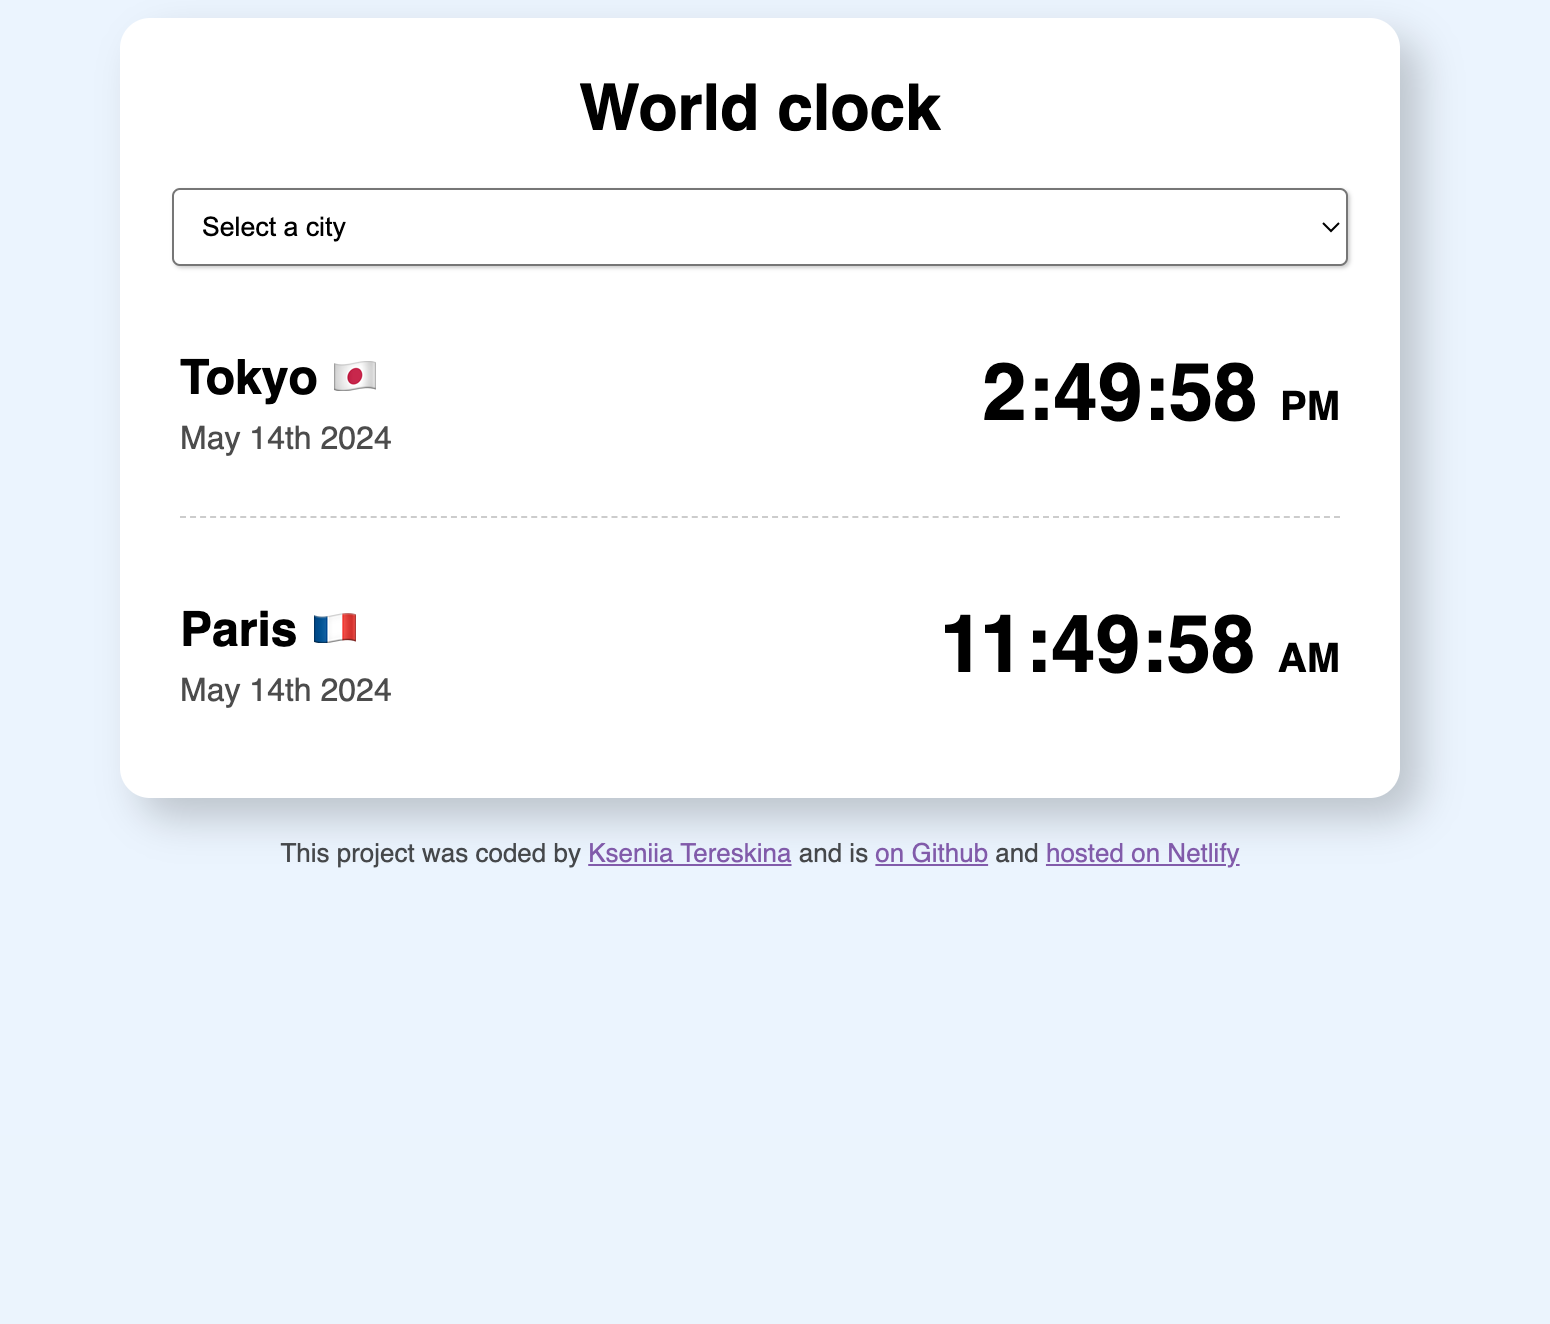 World clock
Select a city
Tokyo 🇯🇵
2:49:58 PM
May 14th 2024
Paris 🇫🇷
11:49:58 AM
May 14th 2024
This project was coded by Kseniia Tereskina and is on Github and hosted on Netlify